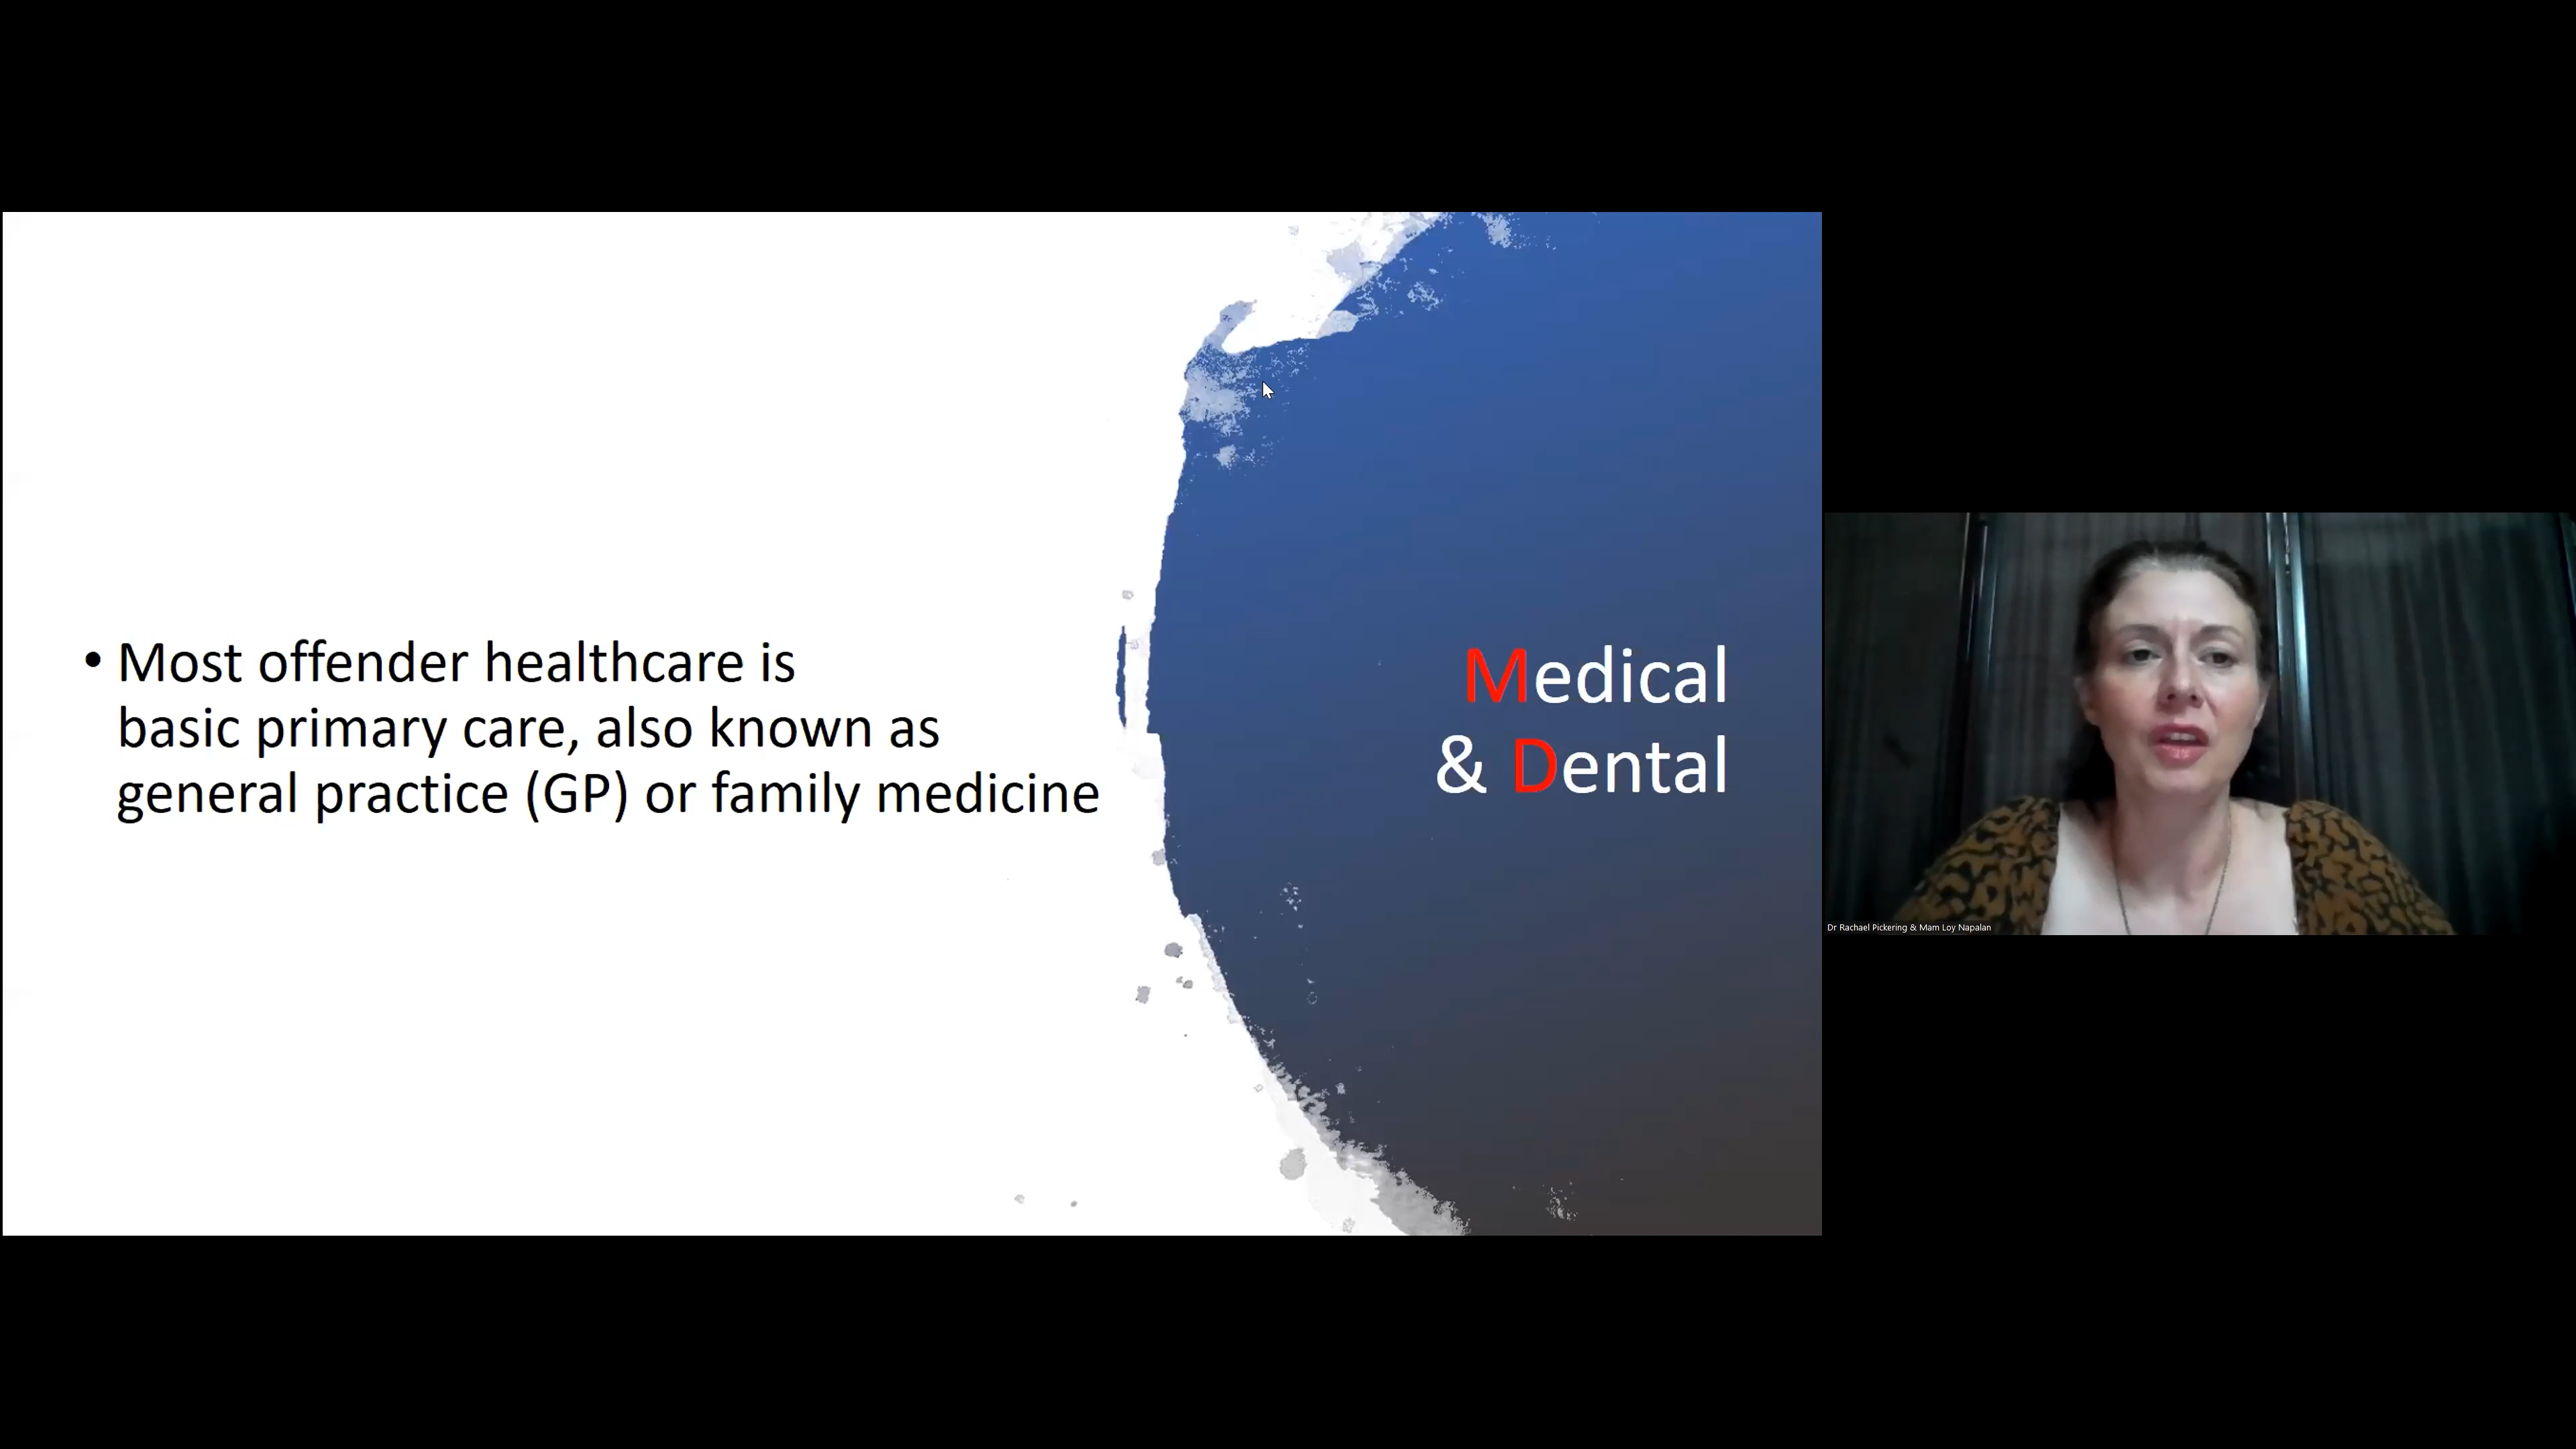 • Most offender healthcare is
basic primary care, also known as
general practice (GP) or family medicine
Medical
& Dental
Dr Rachael Pickering & Mam Loy Napalan